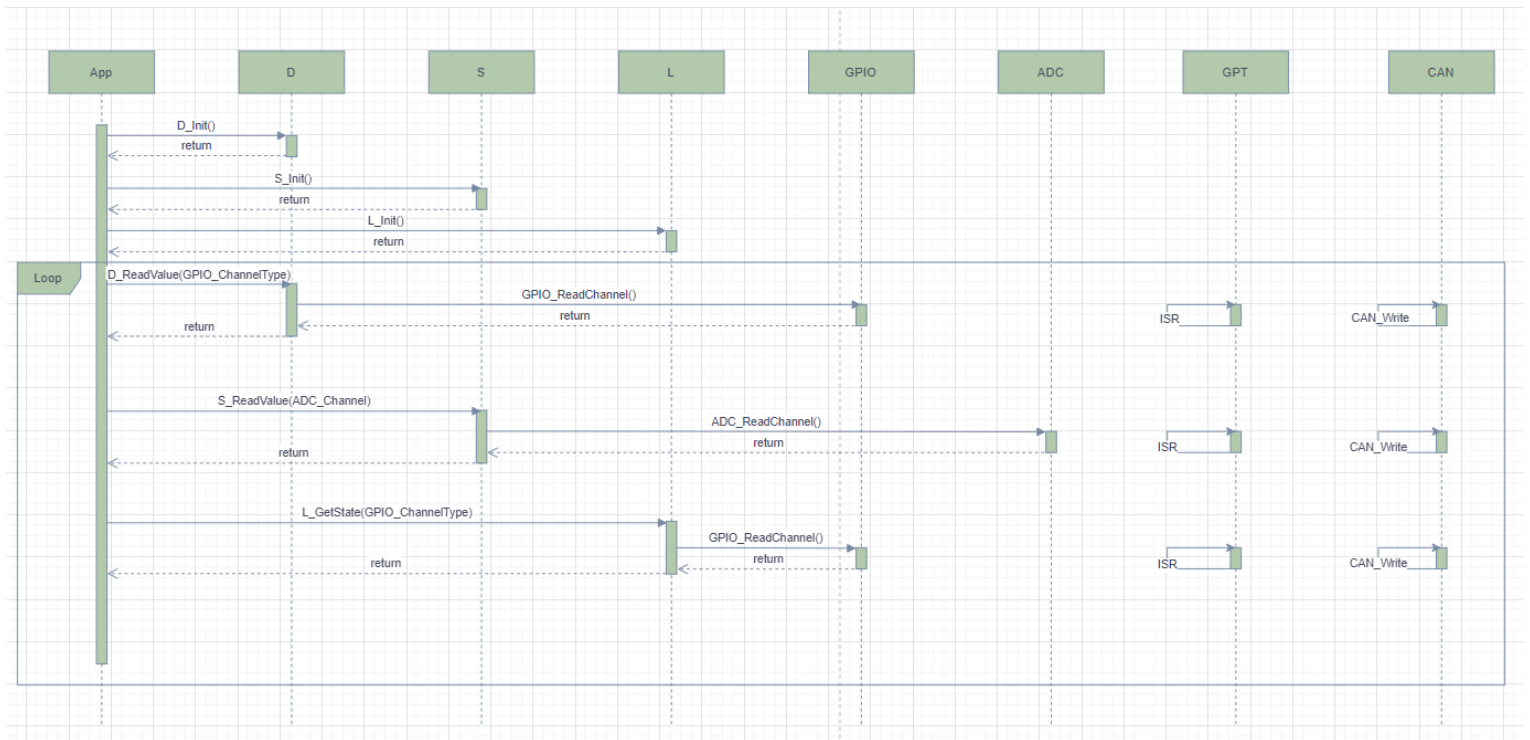 App
D
S
L
GPIO
ADC
GPT
CAN
D_Init()
return
S_Init()
return
L_Init()
return
Loop
D_ReadValue(GPIO_ChannelType)
GPIO_ReadChannel()
return
return
ISR
CAN_Write
S_ReadValue(ADC_Channel)
ADC_ReadChannel()
return
return
ISR
CAN_Write
L_GetState(GPIO_ChannelType)
GPIO_ReadChannel()
return
return
ISR
CAN_Write